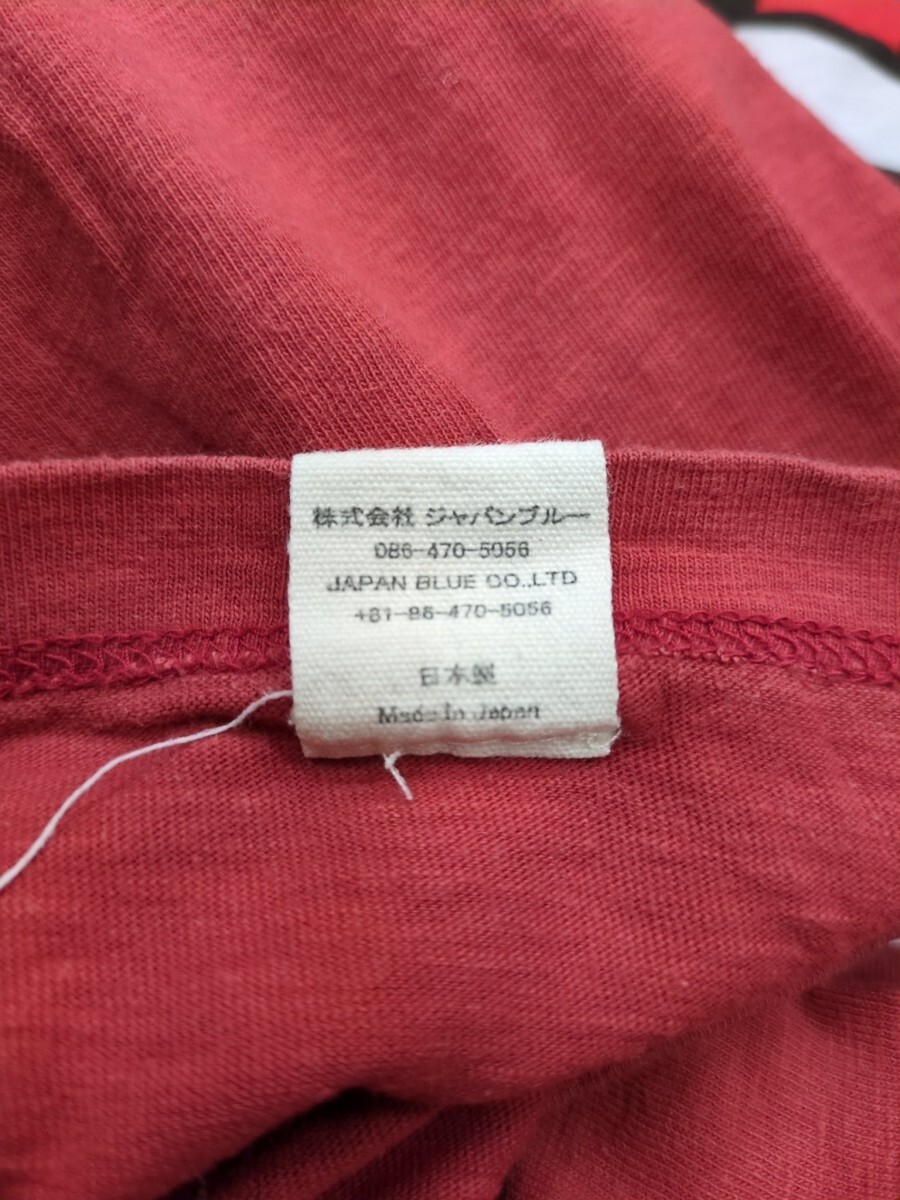 株式会社 ジャパンブルー
086-470-5056
JAPAN BLUE CO.,LTD
+81-86-470-5056
日本製
Made In Japan